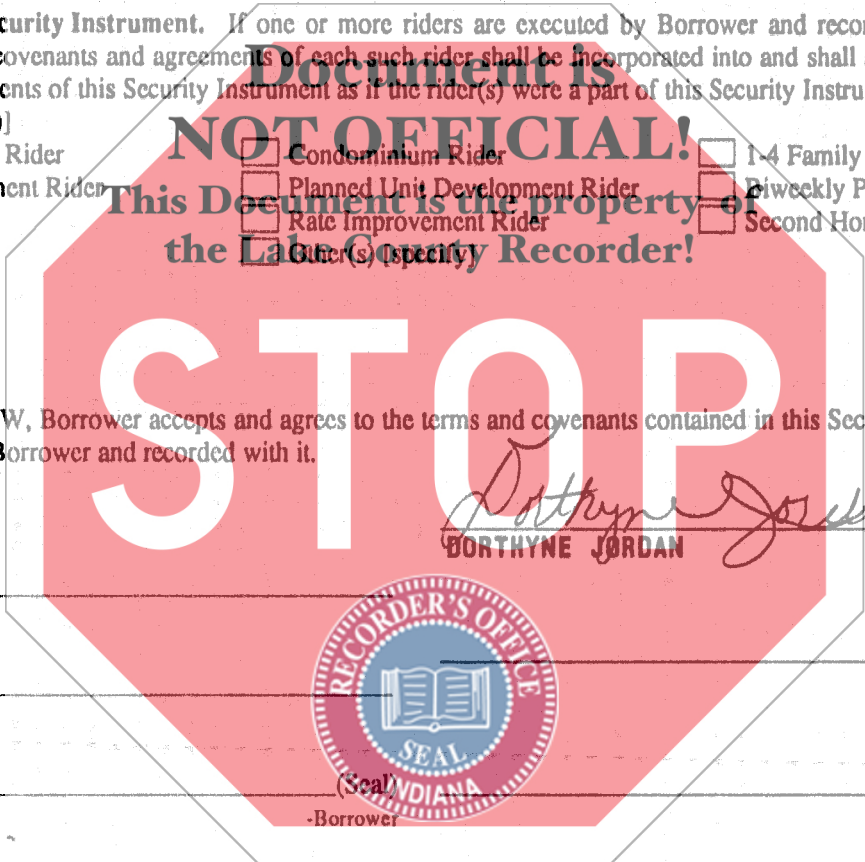 curity Instrument. If one or more riders are executed by Borrower and recor
covenants and agreements of each such rider shall be incorporated into and shall
ents of this Security Instrument as if the rider(s) were a part of this Security Instru
)]
Document is
NOT OFFICIAL!
This Document is the property of
the Lake County Recorder!
Rider
Condominium Rider
1-4 Family
ent Rider
Planned Unit Development Rider
Biweekly P
Rate Improvement Rider
Second Ho
Other(s) [specify]
STOP
W, Borrower accepts and agrees to the terms and covenants contained in this Sec
Borrower and recorded with it.
Dorthyne Jord
DORTHYNE JORDAN
RECORDER'S OFFICE
SEAL
INDIANA
(Seal)
-Borrower